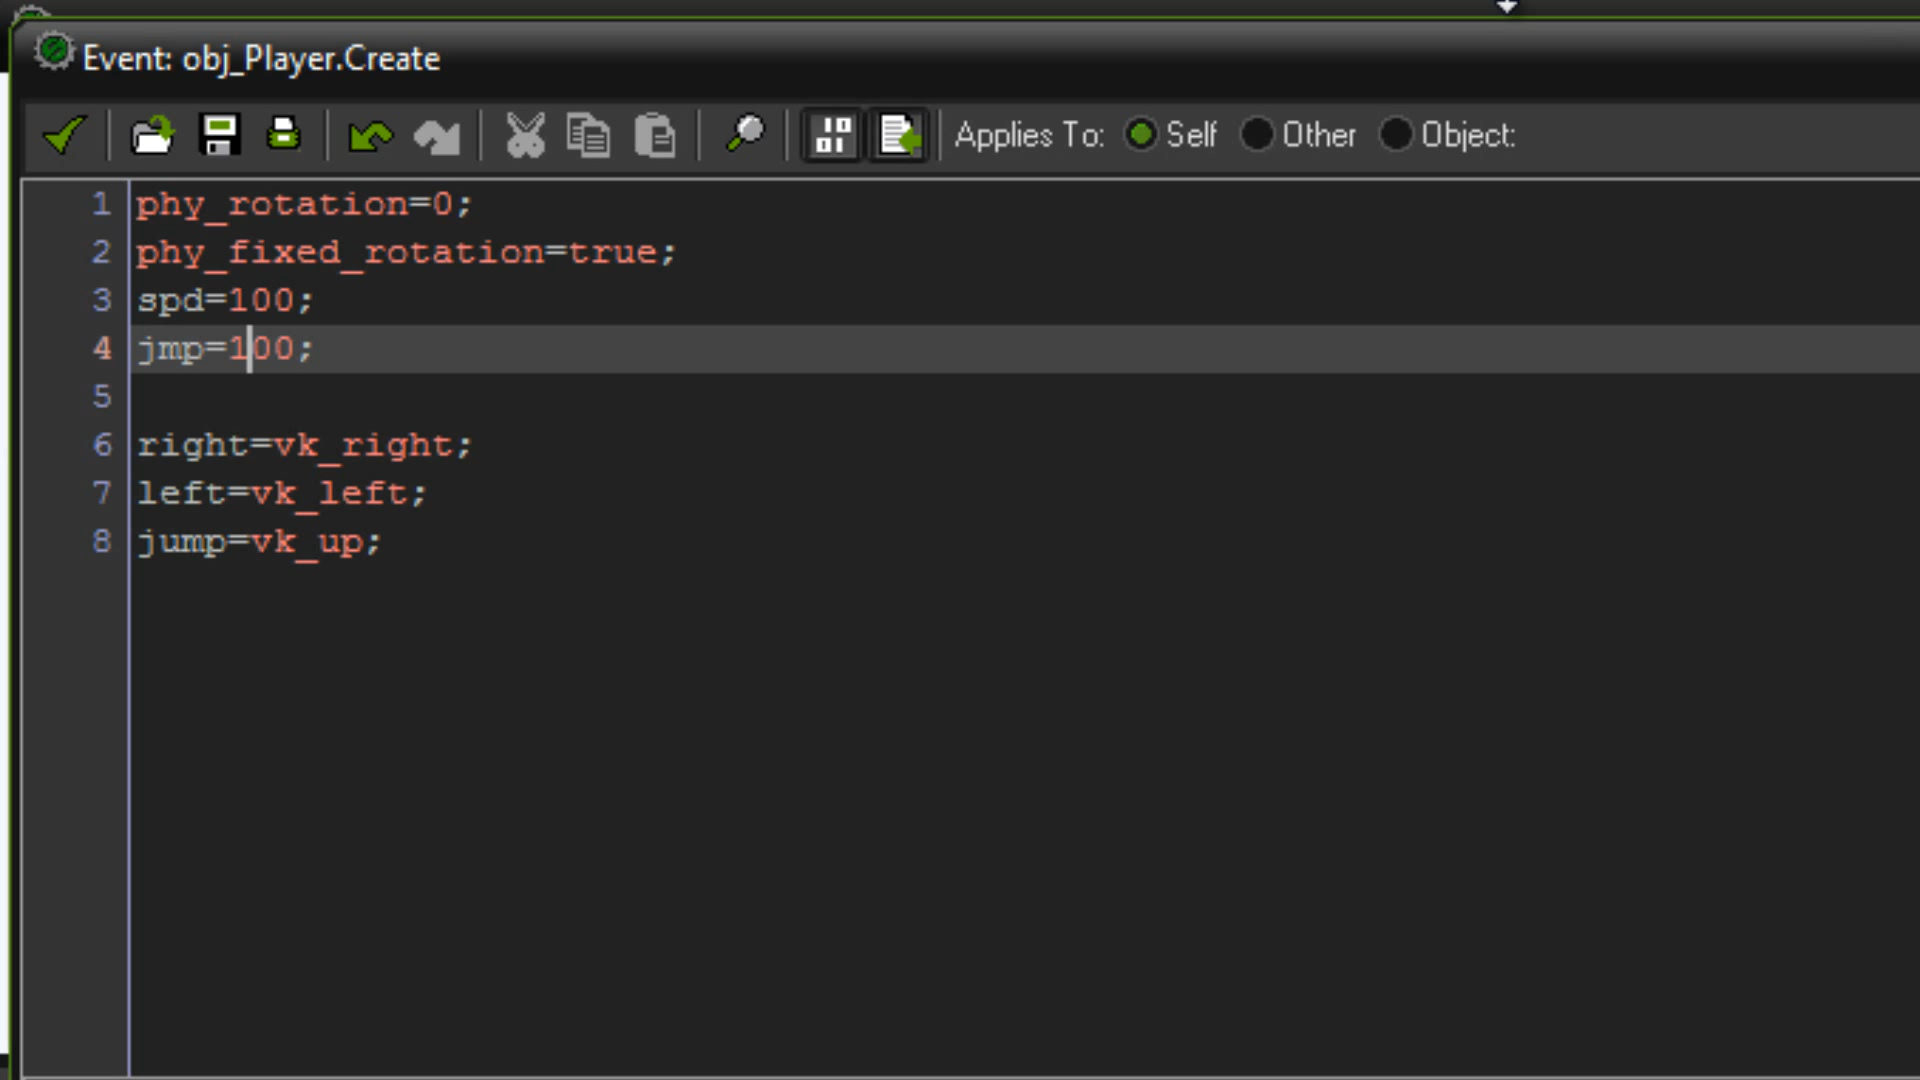 Event: obj_Player.Create
Applies To: Self Other Object:
1 phy_rotation=0;
2 phy_fixed_rotation=true;
3 spd=100;
4 jmp=100;
5
6 right=vk_right;
7 left=vk_left;
8 jump=vk_up;